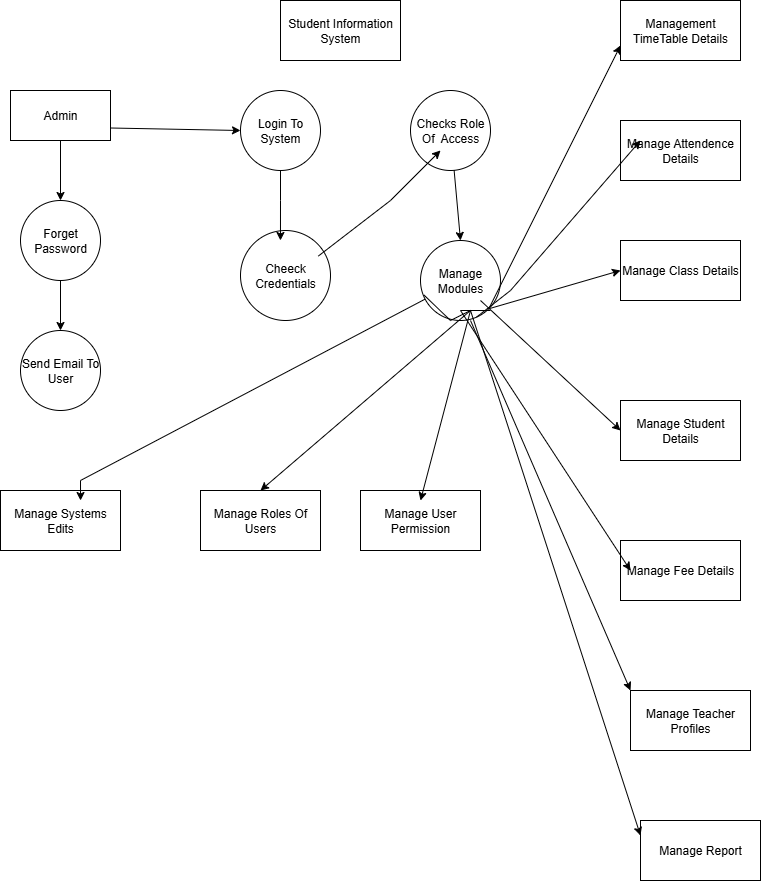 Student Information
System
Management
TimeTable Details
Admin
Login To
System
Checks Role
Of Access
Manage Attendence
Details
Forget
Password
Cheeck
Credentials
Manage
Modules
Manage Class Details
Send Email To
User
Manage Student
Details
Manage Systems
Edits
Manage Roles Of
Users
Manage User
Permission
Manage Fee Details
Manage Teacher
Profiles
Manage Report